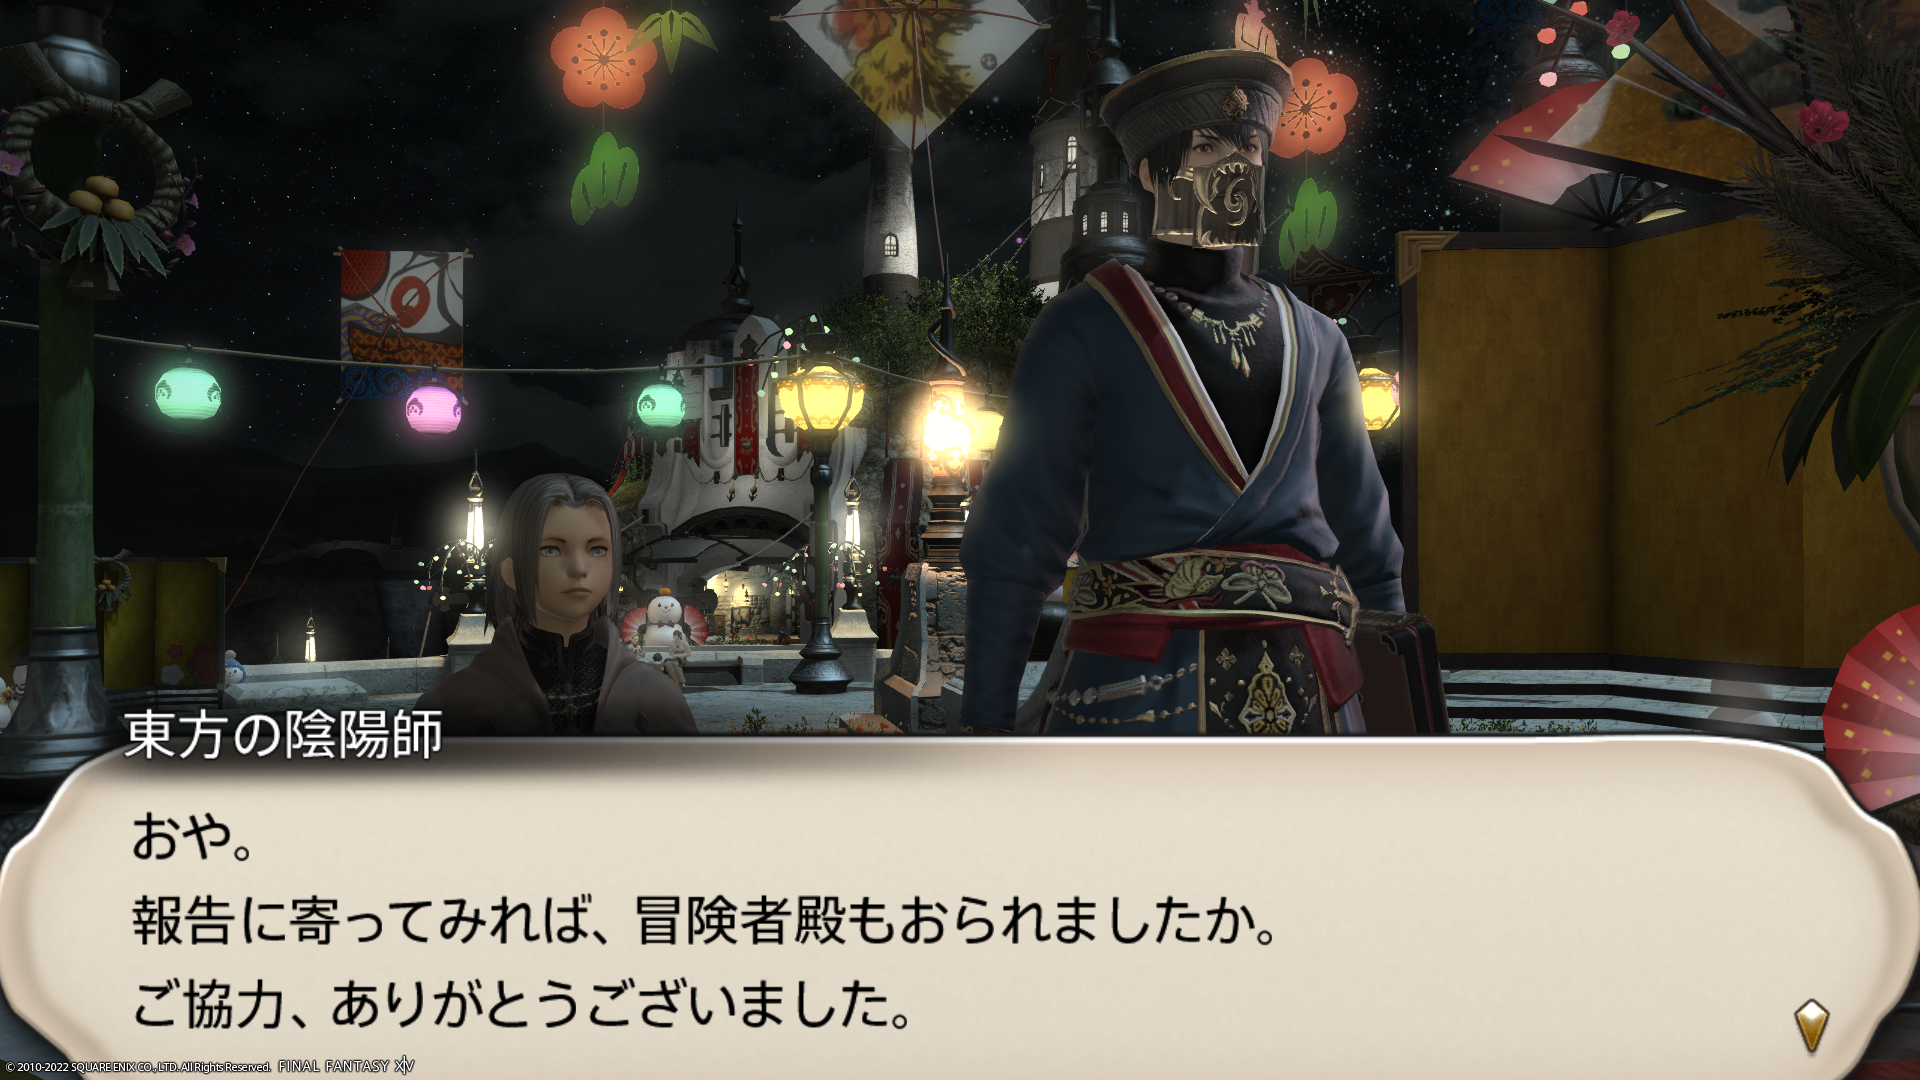 東方の陰陽師
おや。
報告に寄ってみれば、冒険者殿もおられましたか。
ご協力、ありがとうございました。
© 2010-2022 SQUARE ENIX CO., LTD. All Rights Reserved. FINAL FANTASY XIV